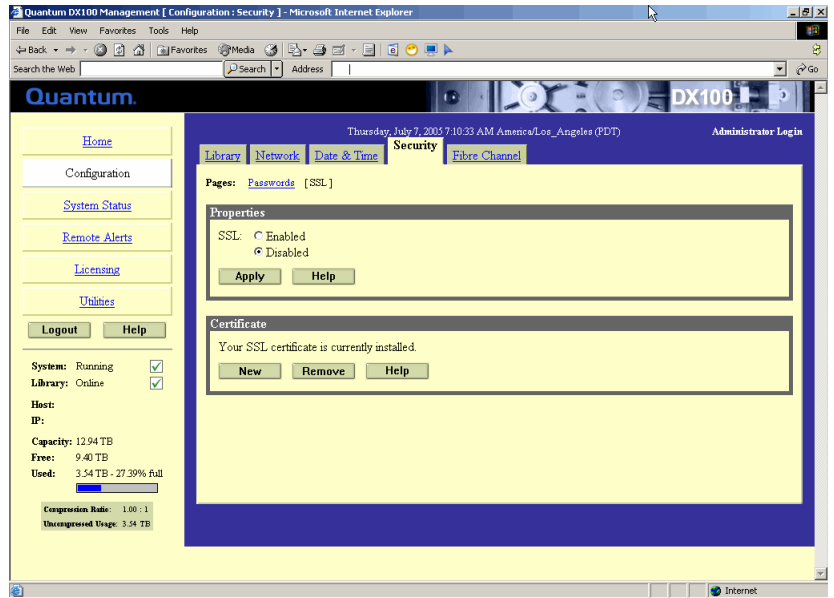 Quantum DX100 Management [ Configuration : Security ] - Microsoft Internet Explorer
File Edit View Favorites Tools Help
Back Favorites Media
Search the Web Search Address Go
Quantum. DX100
Thursday, July 7, 2005 7:10:33 AM America/Los_Angeles (PDT) Administrator Login
Home
Configuration
System Status
Remote Alerts
Licensing
Utilities
Logout Help
System: Running
Library: Online
Host:
IP:
Capacity: 12.94 TB
Free: 9.40 TB
Used: 3.54 TB - 27.39% full
Compression Ratio: 1.00 : 1
Uncompressed Usage: 3.54 TB
Library Network Date & Time Security Fibre Channel
Pages: Passwords [SSL]
Properties
SSL: Enabled
Disabled
Apply Help
Certificate
Your SSL certificate is currently installed.
New Remove Help
Internet